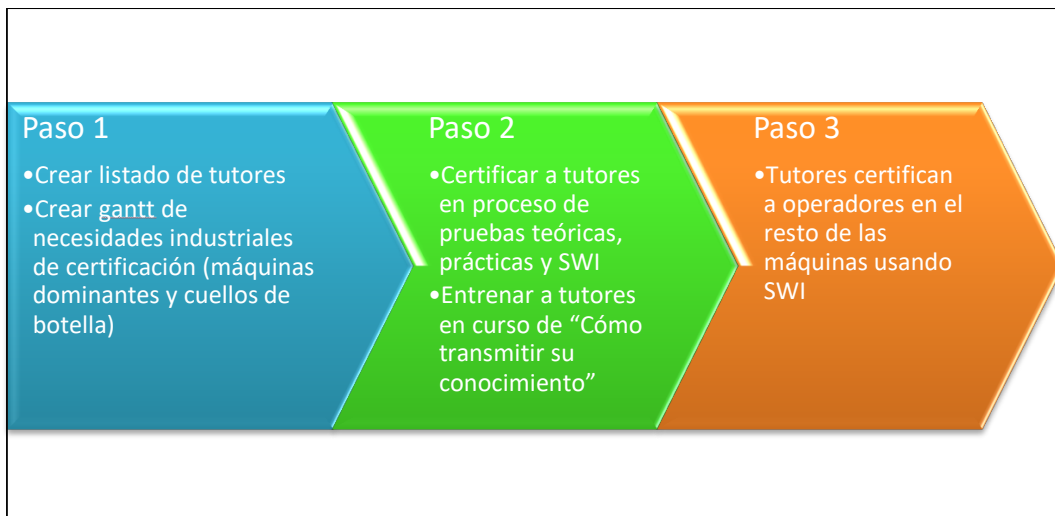 Paso 1
•Crear listado de tutores
•Crear gantt de
necesidades industriales
de certificación (máquinas
dominantes y cuellos de
botella)
Paso 2
•Certificar a tutores
en proceso de
pruebas teóricas,
prácticas y SWI
•Entrenar a tutores
en curso de “Cómo
transmitir su
conocimiento”
Paso 3
•Tutores certifican
a operadores en el
resto de las
máquinas usando
SWI